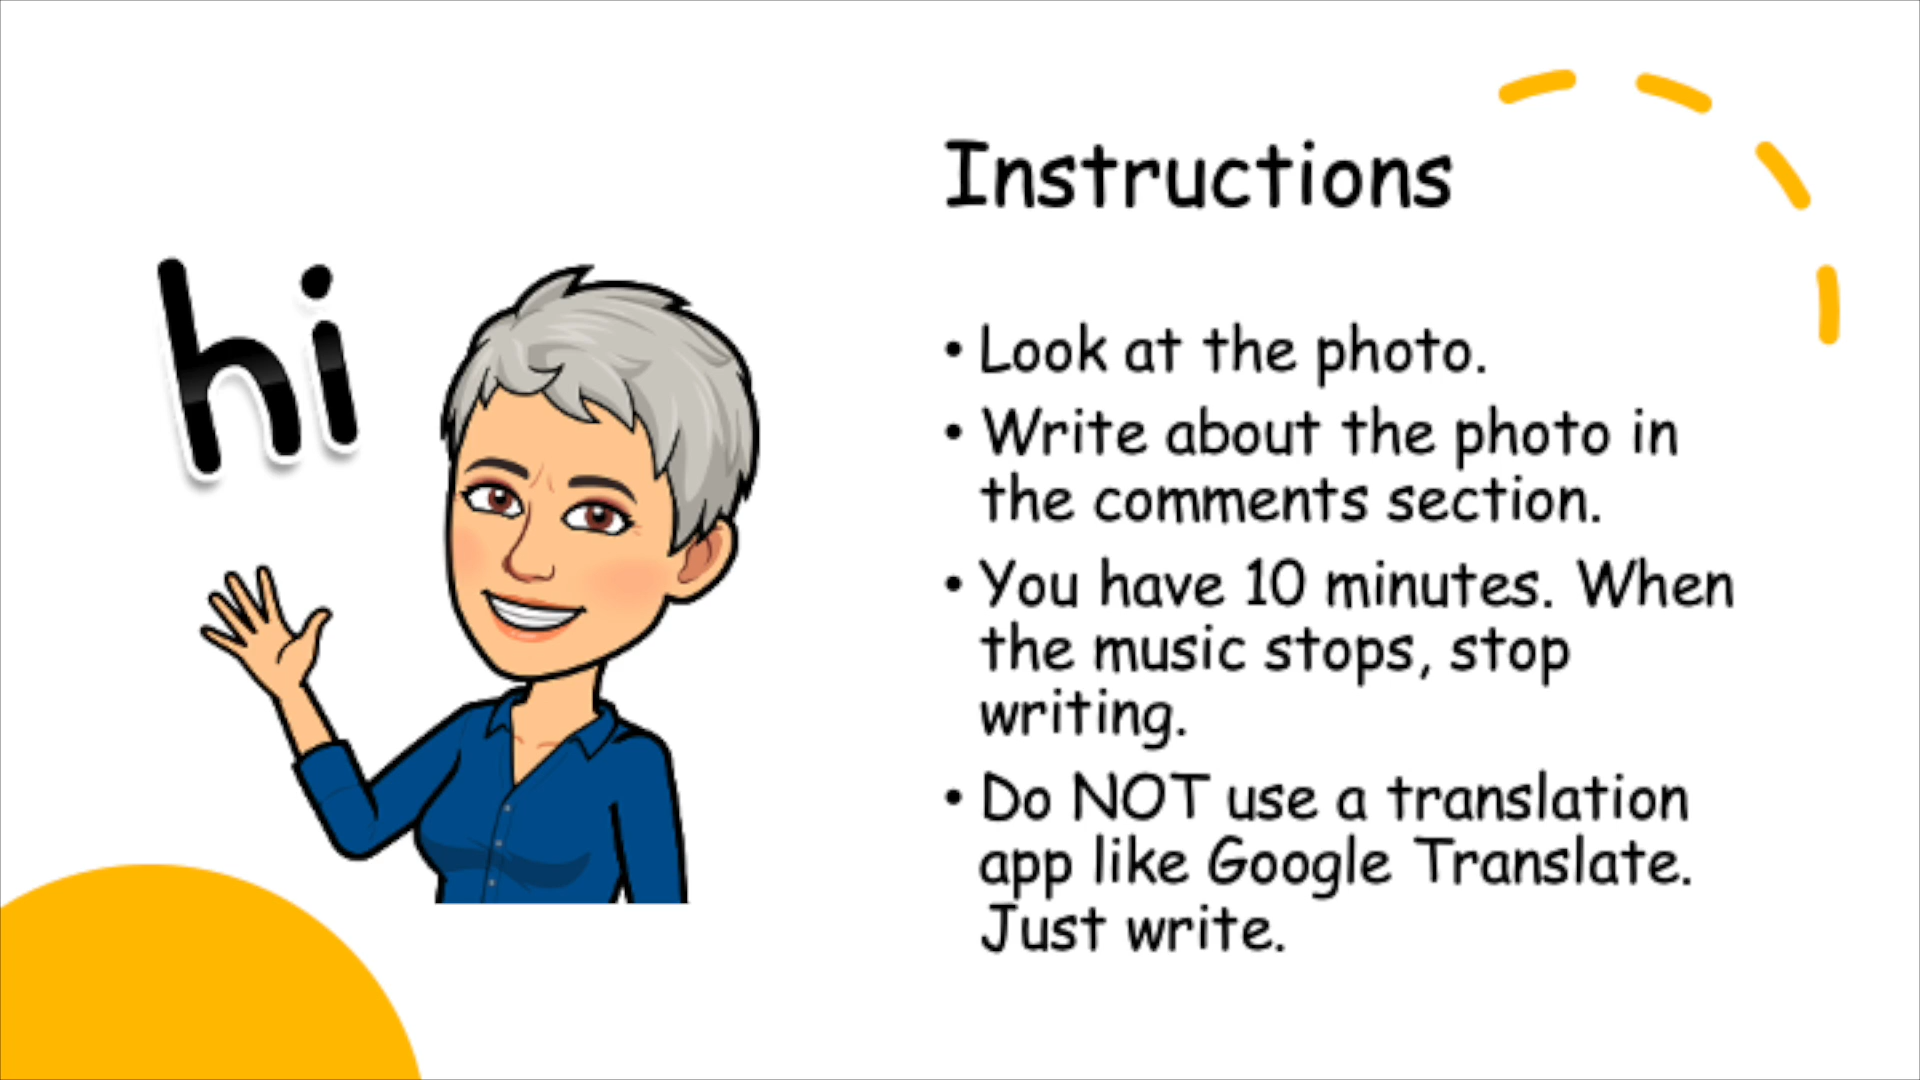 hi
Instructions
• Look at the photo.
• Write about the photo in
the comments section.
• You have 10 minutes. When
the music stops, stop
writing.
• Do NOT use a translation
app like Google Translate.
Just write.